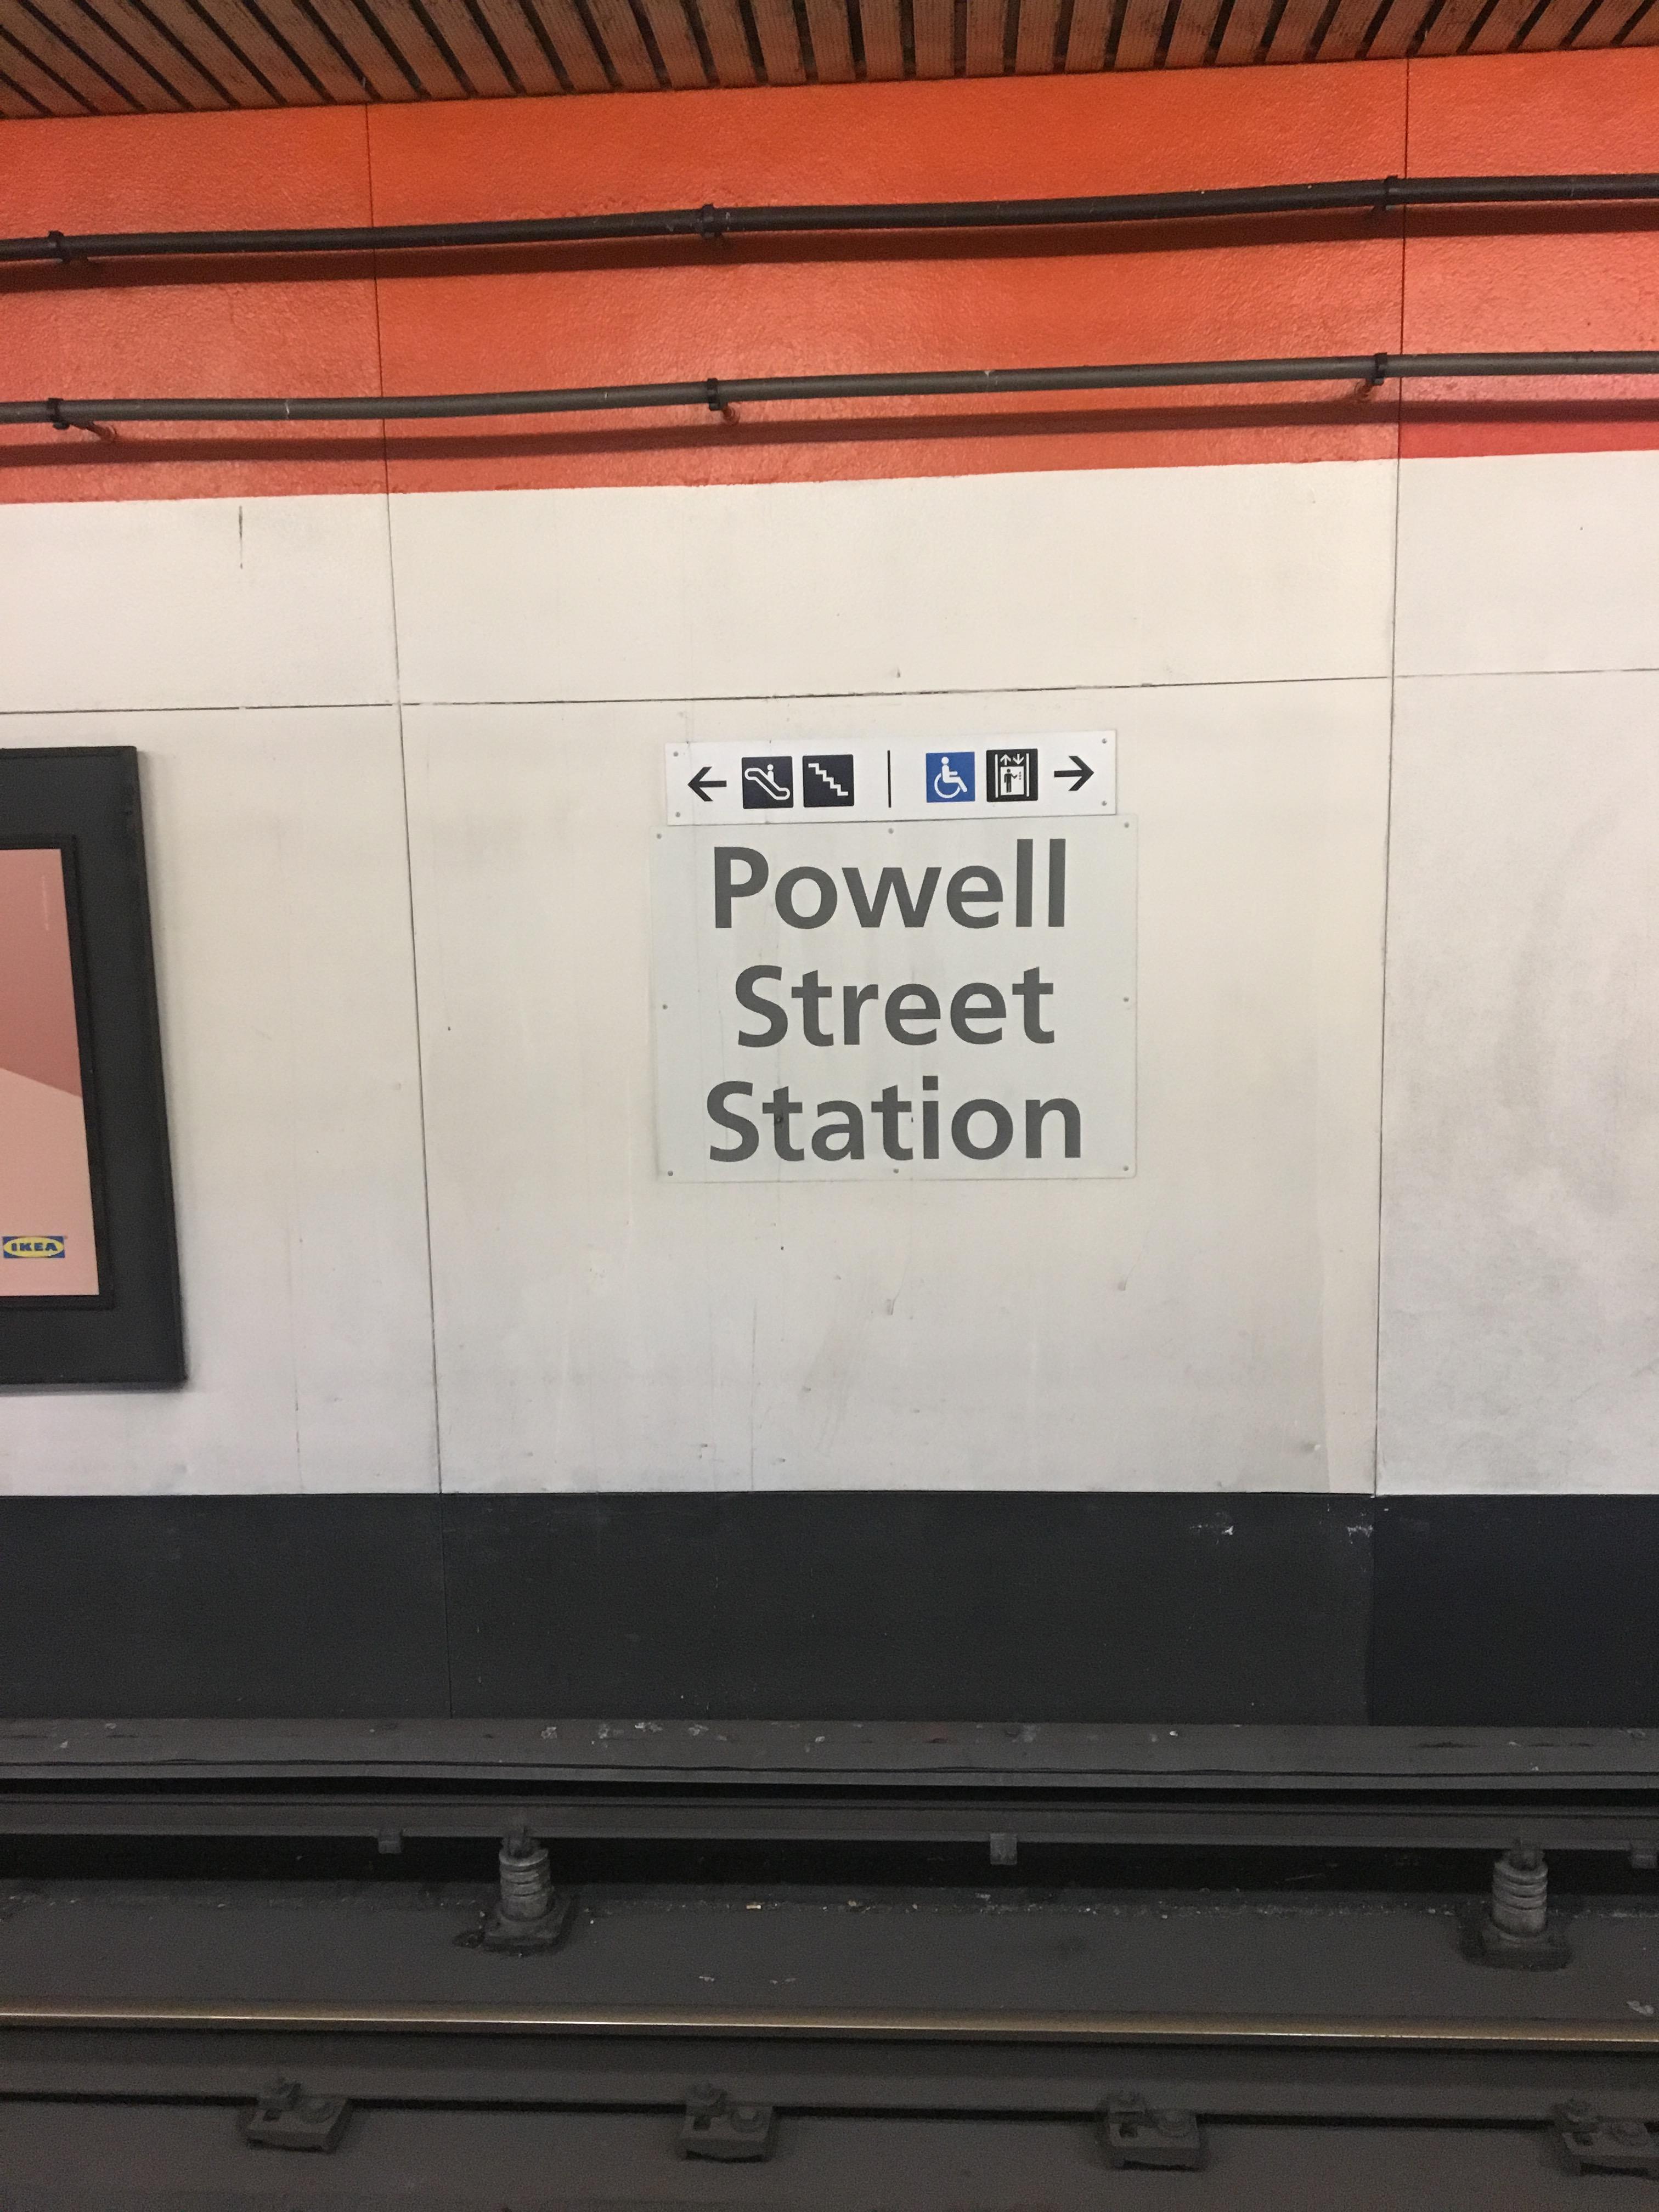 Powell
Street
Station
IKEA